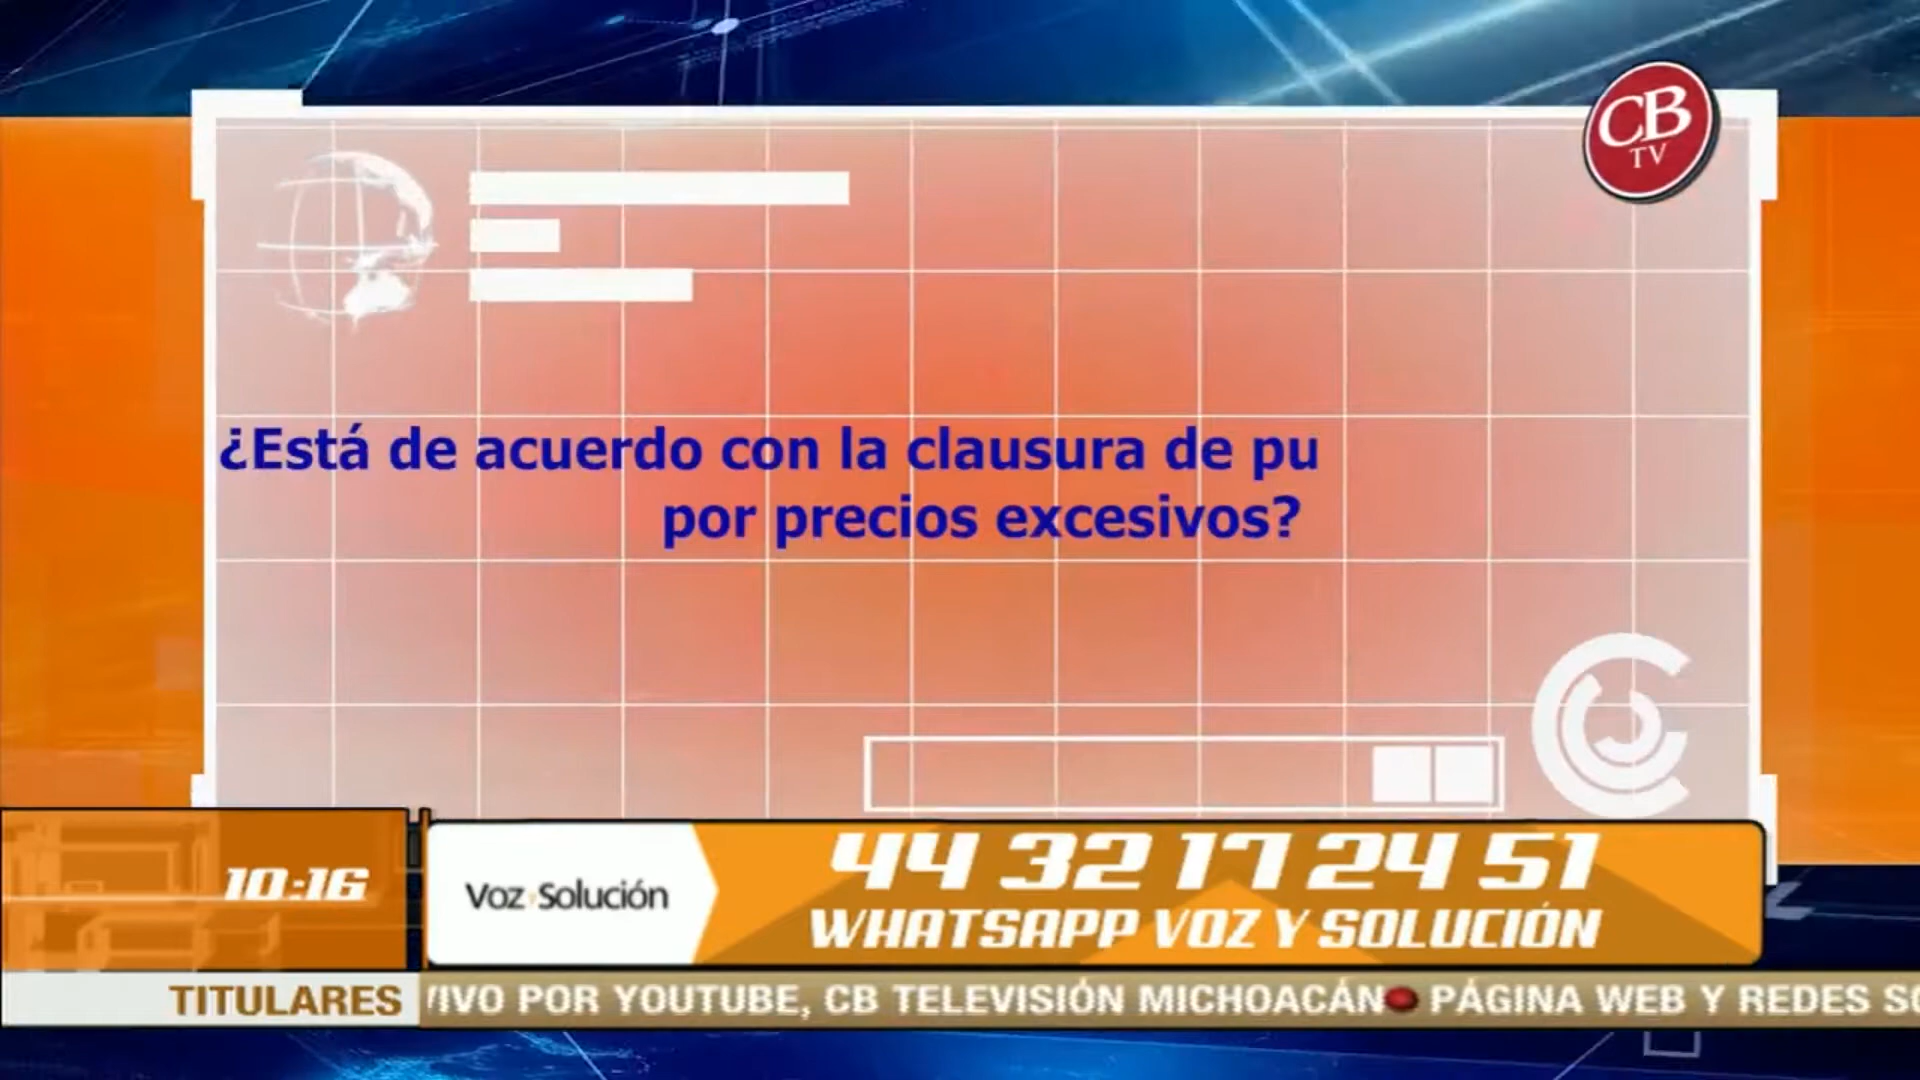 CB
TV
¿Está de acuerdo con la clausura de pu
por precios excesivos?
10:16
Voz y Solución
44 32 17 24 51
WHATSAPP VOZ Y SOLUCIÓN
TITULARES
VIVO POR YOUTUBE, CB TELEVISIÓN MICHOACÁN PÁGINA WEB Y REDES SO